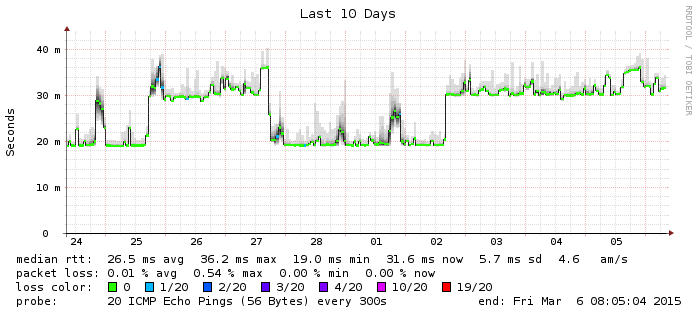 Last 10 Days
RRDTOOL / TOBI OETIKER
Seconds
40 m
30 m
20 m
10 m
0
24 25 26 27 28 01 02 03 04 05
median rtt: 26.5 ms avg 36.2 ms max 19.0 ms min 31.6 ms now 5.7 ms sd 4.6 am/s
packet loss: 0.01 % avg 0.54 % max 0.00 % min 0.00 % now
loss color: 0 1/20 2/20 3/20 4/20 10/20 19/20
probe: 20 ICMP Echo Pings (56 Bytes) every 300s end: Fri Mar 6 08:05:04 2015